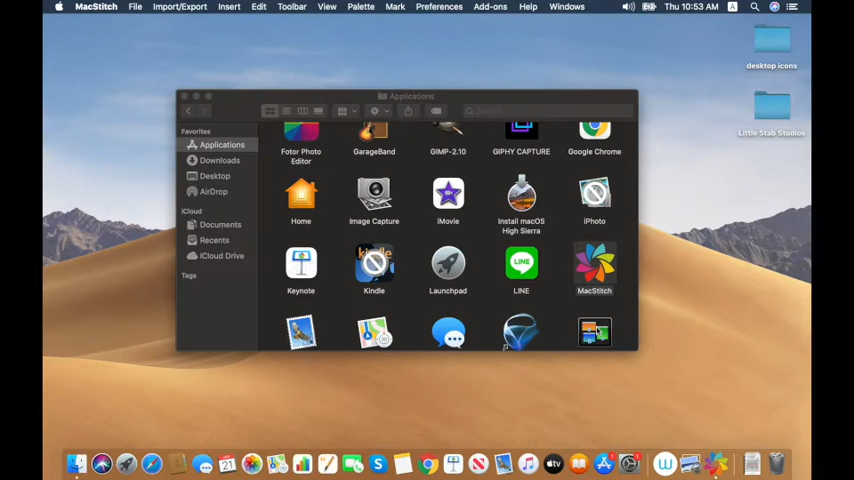 MacStitch File Import/Export Insert Edit Toolbar View Palette Mark Preferences Add-ons Help Windows Thu 10:53 AM A
desktop icons
Little Stab Studios
Applications
Search
Favorites
Applications
Downloads
Desktop
AirDrop
iCloud
Documents
Recents
iCloud Drive
Tags
Fotor Photo Editor
GarageBand
GIMP-2.10
GIPHY CAPTURE
Google Chrome
Home
Image Capture
iMovie
Install macOS High Sierra
iPhoto
kindle
Keynote
Kindle
Launchpad
LINE
LINE
MacStitch